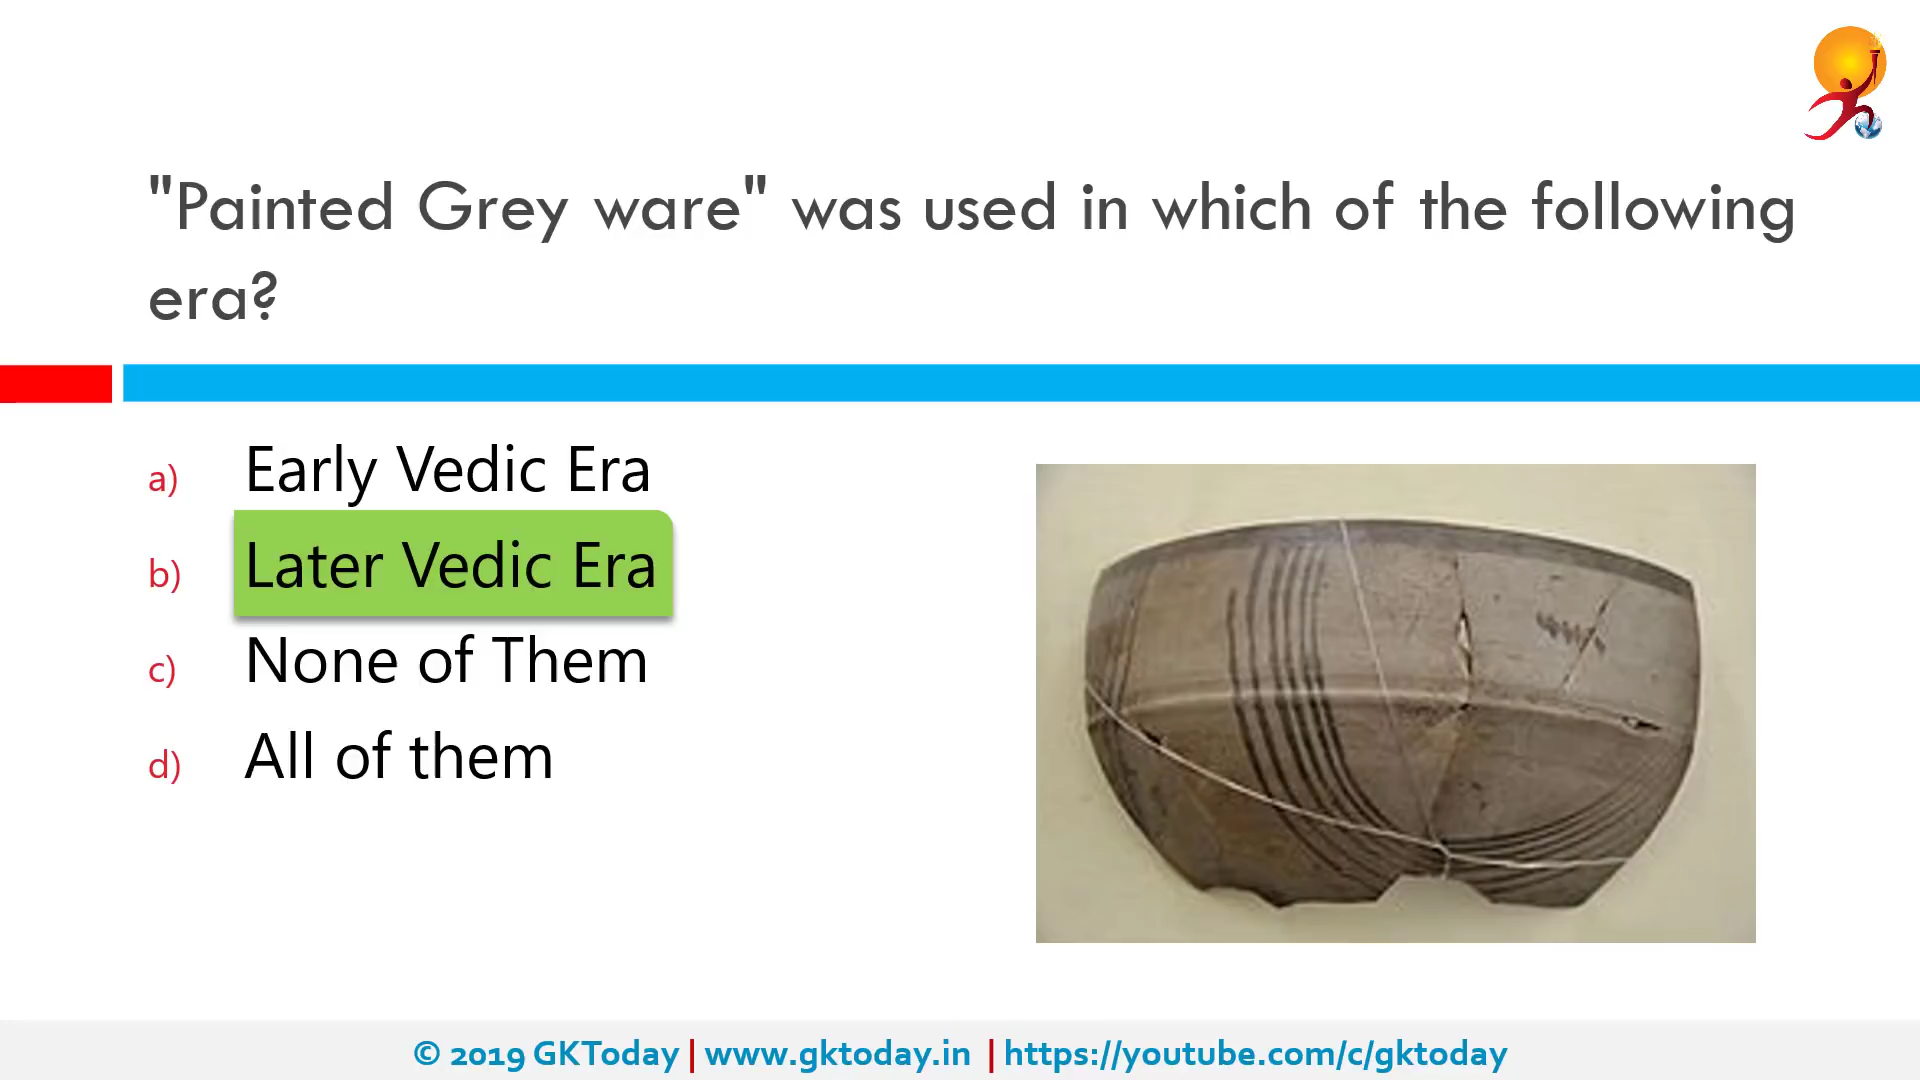 "Painted Grey ware" was used in which of the following
era?
a) Early Vedic Era
b) Later Vedic Era
c) None of Them
d) All of them
© 2019 GKToday | www.gktoday.in | https://youtube.com/c/gktoday